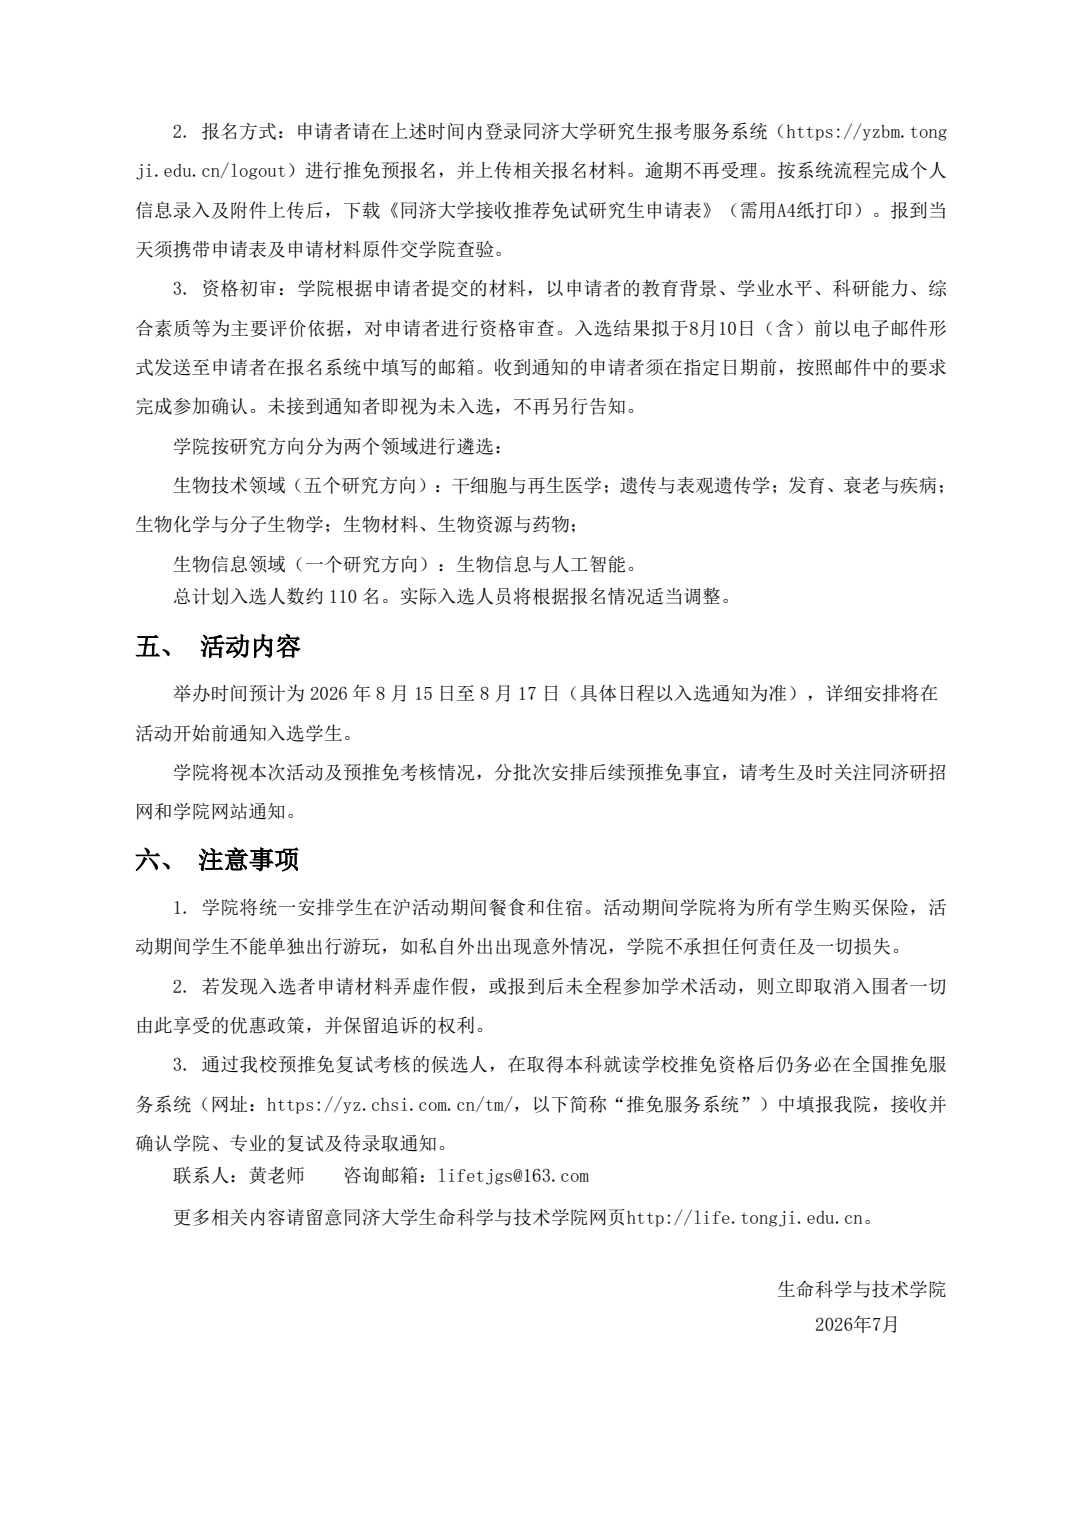 2. 报名方式：申请者请在上述时间内登录同济大学研究生报考服务系统（https://yzbm.tong
ji.edu.cn/logout）进行推免预报名，并上传相关报名材料。逾期不再受理。按系统流程完成个人
信息录入及附件上传后，下载《同济大学接收推荐免试研究生申请表》（需用A4纸打印）。报到当
天须携带申请表及申请材料原件交学院查验。
3. 资格初审：学院根据申请者提交的材料，以申请者的教育背景、学业水平、科研能力、综
合素质等为主要评价依据，对申请者进行资格审查。入选结果拟于8月10日（含）前以电子邮件形
式发送至申请者在报名系统中填写的邮箱。收到通知的申请者须在指定日期前，按照邮件中的要求
完成参加确认。未接到通知者即视为未入选，不再另行告知。
学院按研究方向分为两个领域进行遴选：
生物技术领域（五个研究方向）：干细胞与再生医学；遗传与表观遗传学；发育、衰老与疾病；
生物化学与分子生物学；生物材料、生物资源与药物；
生物信息领域（一个研究方向）：生物信息与人工智能。
总计划入选人数约 110 名。实际入选人员将根据报名情况适当调整。
五、 活动内容
举办时间预计为 2026 年 8 月 15 日至 8 月 17 日（具体日程以入选通知为准），详细安排将在
活动开始前通知入选学生。
学院将视本次活动及预推免考核情况，分批次安排后续预推免事宜，请考生及时关注同济研招
网和学院网站通知。
六、 注意事项
1. 学院将统一安排学生在沪活动期间餐食和住宿。活动期间学院将为所有学生购买保险，活
动期间学生不能单独出行游玩，如私自外出出现意外情况，学院不承担任何责任及一切损失。
2. 若发现入选者申请材料弄虚作假，或报到后未全程参加学术活动，则立即取消入围者一切
由此享受的优惠政策，并保留追诉的权利。
3. 通过我校预推免复试考核的候选人，在取得本科就读学校推免资格后仍务必在全国推免服
务系统（网址：https://yz.chsi.com.cn/tm/，以下简称“推免服务系统”）中填报我院，接收并
确认学院、专业的复试及待录取通知。
联系人：黄老师　　咨询邮箱：lifetjgs@163.com
更多相关内容请留意同济大学生命科学与技术学院网页http://life.tongji.edu.cn。
生命科学与技术学院
2026年7月